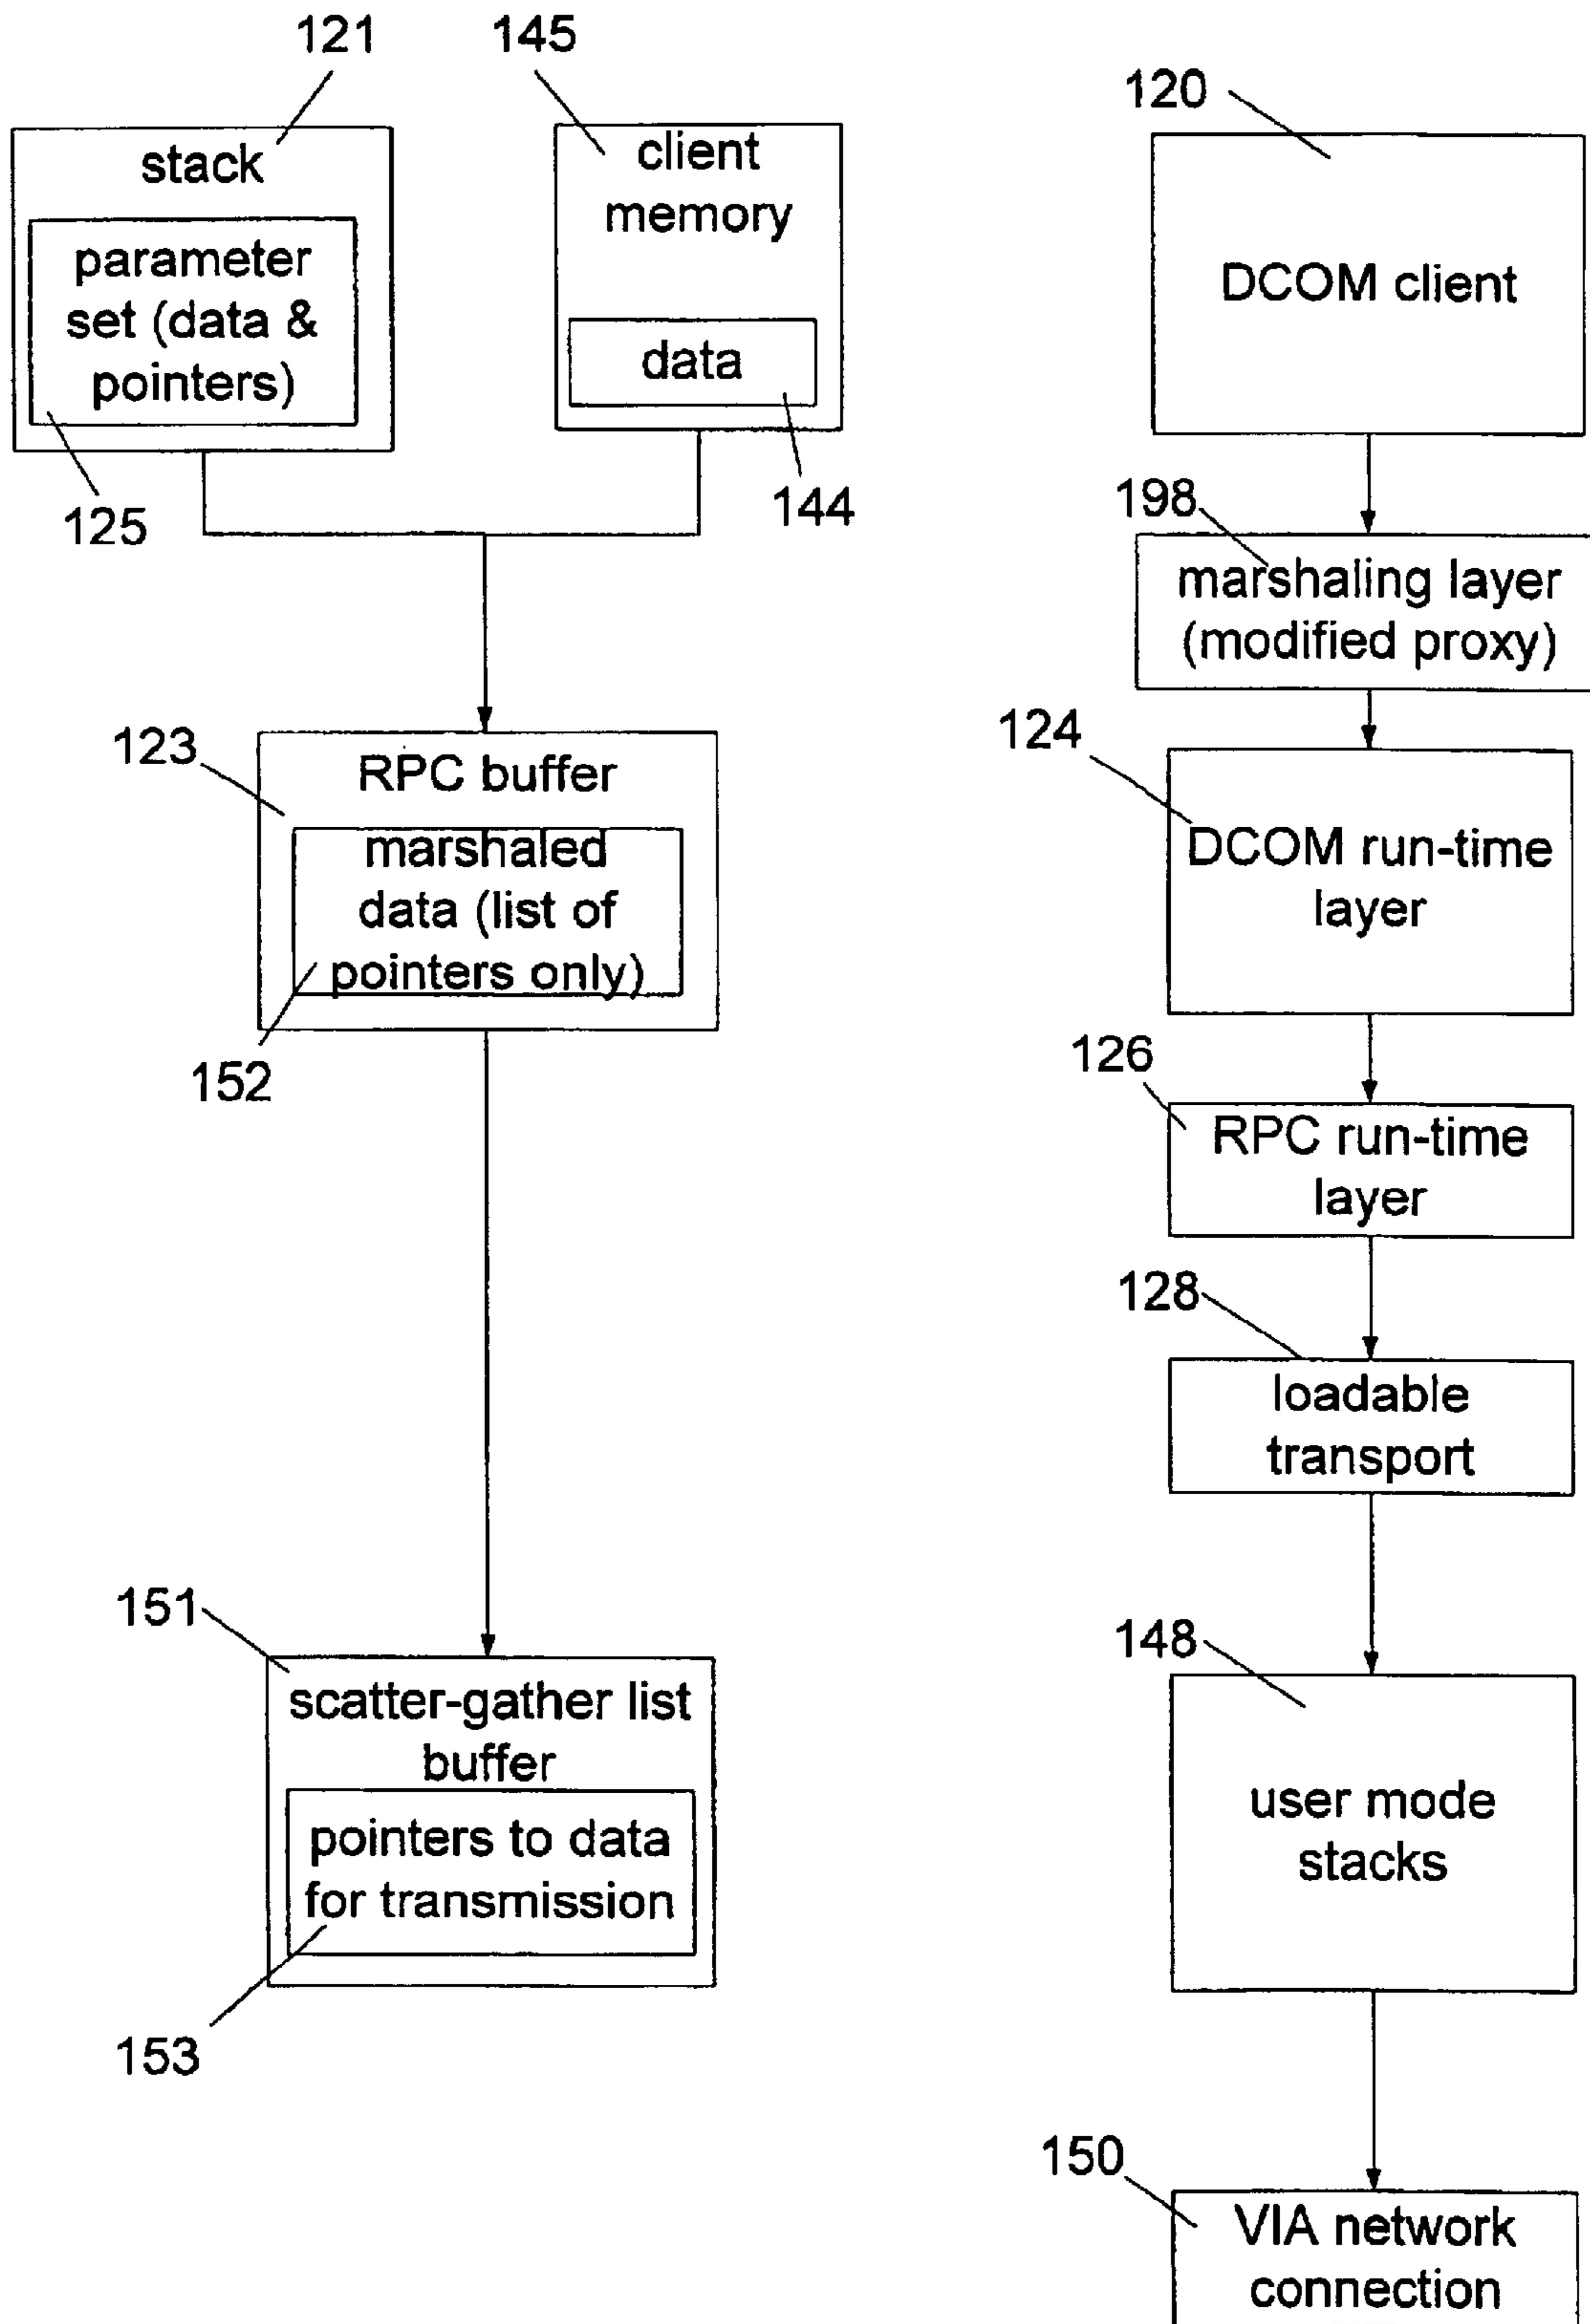 121
145
120
stack
parameter
set (data &
pointers)
125
client
memory
data
144
DCOM client
198
marshaling layer
(modified proxy)
123
RPC buffer
marshaled
data (list of
pointers only)
152
124
DCOM run-time
layer
126
RPC run-time
layer
128
loadable
transport
151
scatter-gather list
buffer
pointers to data
for transmission
153
148
user mode
stacks
150
VIA network
connection